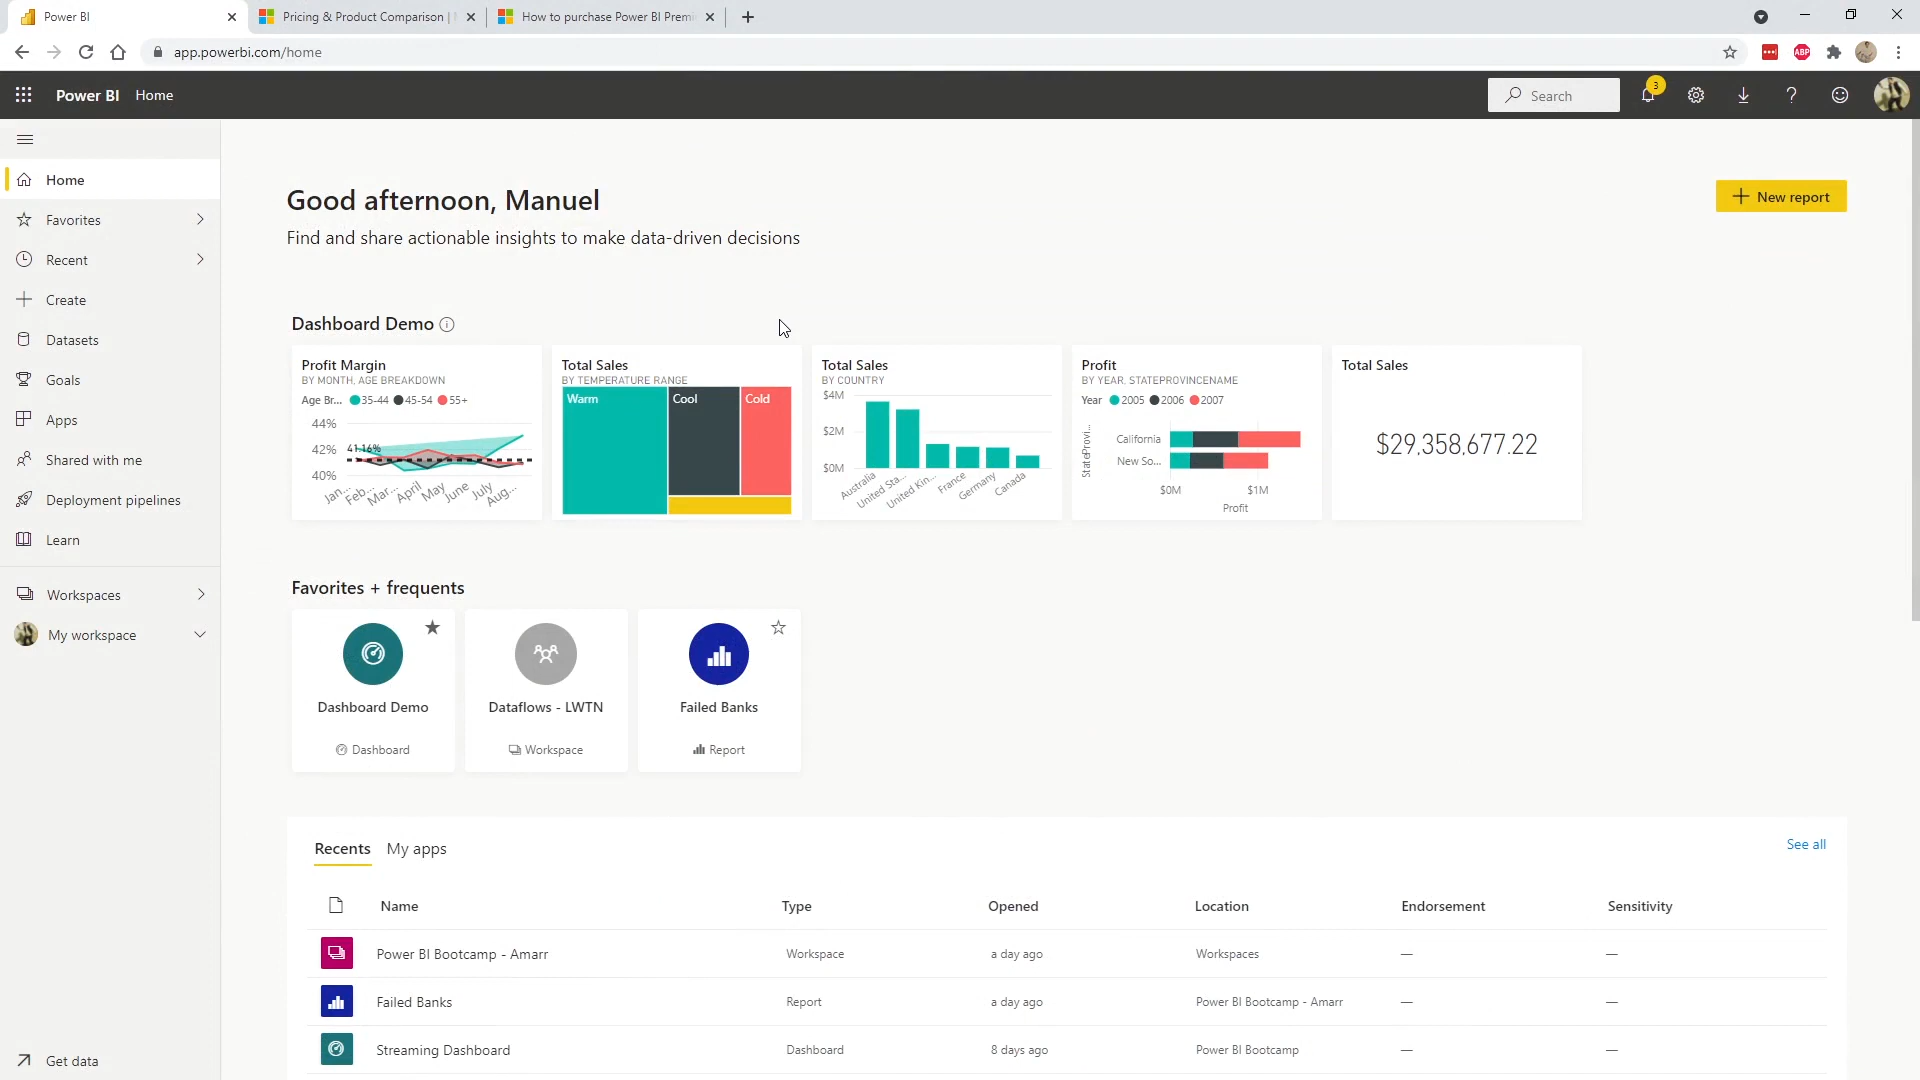 Power BI
Pricing & Product Comparison |
How to purchase Power BI Premi
app.powerbi.com/home
ABP
Power BI
Home
Search
3
Home
Favorites
Recent
Create
Datasets
Goals
Apps
Shared with me
Deployment pipelines
Learn
Workspaces
My workspace
Get data
Good afternoon, Manuel
Find and share actionable insights to make data-driven decisions
New report
Dashboard Demo
Profit Margin
BY MONTH, AGE BREAKDOWN
Age Br... 35-44 45-54 55+
44%
42%
40%
41.16%
Jan... Feb... Mar... April May June July Aug...
Total Sales
BY TEMPERATURE RANGE
Warm
Cool
Cold
Total Sales
BY COUNTRY
$4M
$2M
$0M
Australia United Sta... United Kin... France Germany Canada
Profit
BY YEAR, STATEPROVINCENAME
Year 2005 2006 2007
StateProvi...
California
New So...
$0M $1M
Profit
Total Sales
$29,358,677.22
Favorites + frequents
Dashboard Demo
Dashboard
Dataflows - LWTN
Workspace
Failed Banks
Report
Recents My apps
See all
Name Type Opened Location Endorsement Sensitivity
Power BI Bootcamp - Amarr Workspace a day ago Workspaces — —
Failed Banks Report a day ago Power BI Bootcamp - Amarr — —
Streaming Dashboard Dashboard 8 days ago Power BI Bootcamp — —